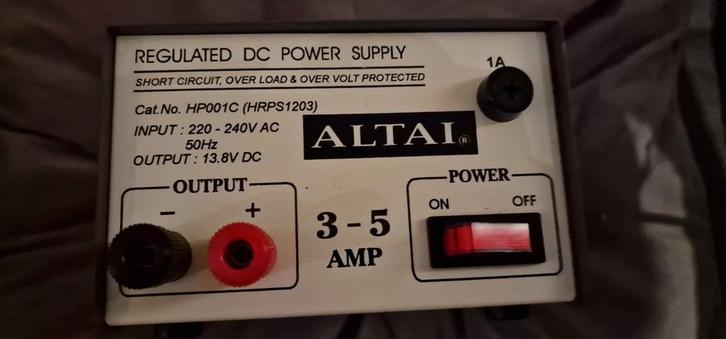 REGULATED DC POWER SUPPLY
SHORT CIRCUIT, OVER LOAD & OVER VOLT PROTECTED
1A
Cat.No. HP001C (HRPS1203)
INPUT : 220 - 240V AC
50Hz
OUTPUT : 13.8V DC
ALTAI ®
OUTPUT
- +
3 - 5
AMP
POWER
ON OFF